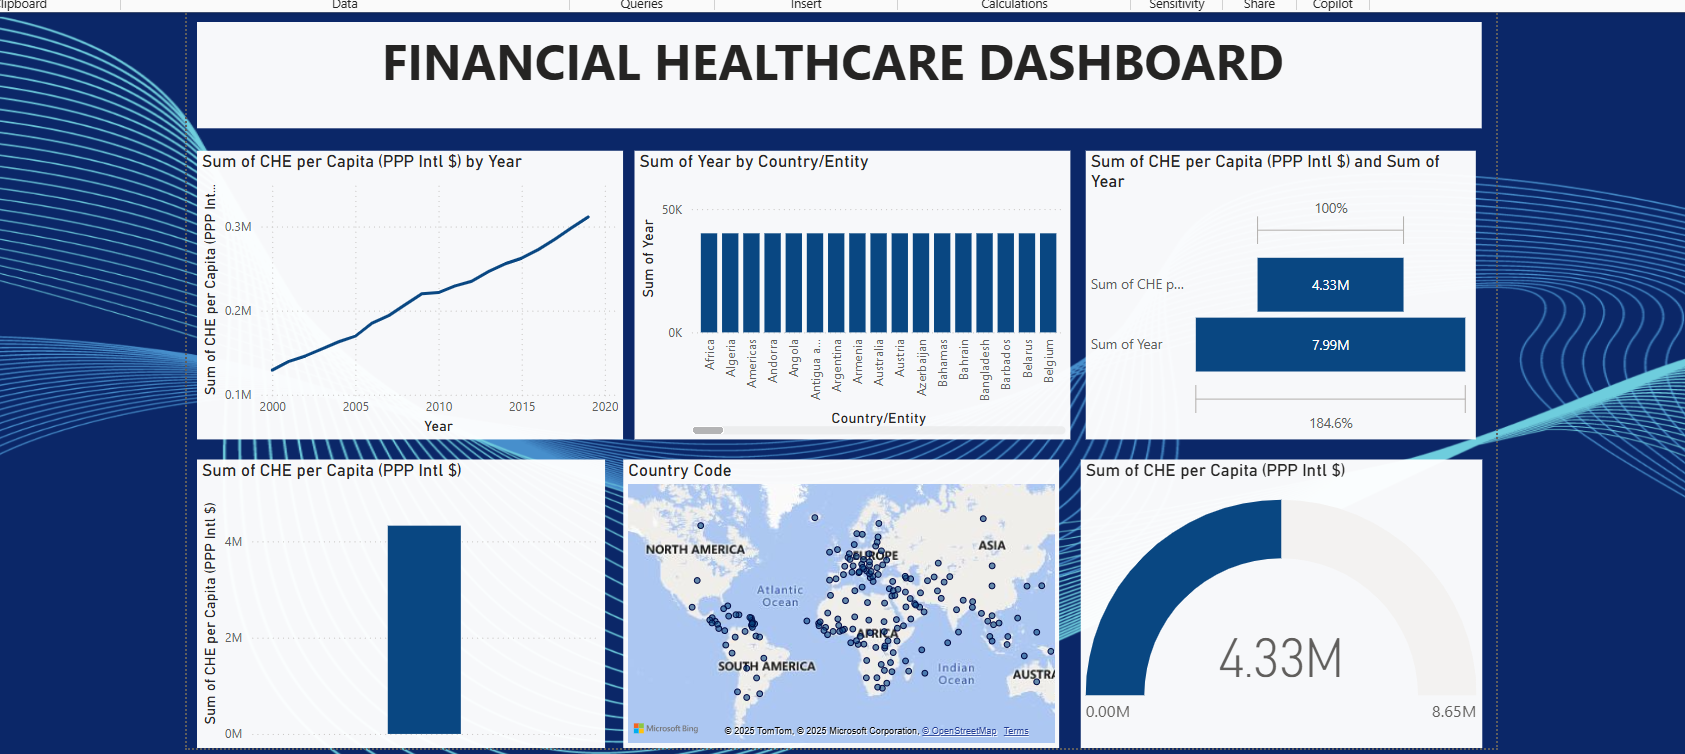 lipboard Data Queries Insert Calculations Sensitivity Share Copilot
FINANCIAL HEALTHCARE DASHBOARD
Sum of CHE per Capita (PPP Intl $) by Year
Sum of CHE per Capita (PPP Int...
0.3M
0.2M
0.1M
2000 2005 2010 2015 2020
Year
Sum of Year by Country/Entity
Sum of Year
50K
0K
Africa
Algeria
Americas
Andorra
Angola
Antigua a...
Argentina
Armenia
Australia
Austria
Azerbaijan
Bahamas
Bahrain
Bangladesh
Barbados
Belarus
Belgium
Country/Entity
Sum of CHE per Capita (PPP Intl $) and Sum of
Year
100%
Sum of CHE p... 4.33M
Sum of Year 7.99M
184.6%
Sum of CHE per Capita (PPP Intl $)
Sum of CHE per Capita (PPP Intl $)
4M
2M
0M
Country Code
NORTH AMERICA
EUROPE
ASIA
Atlantic
Ocean
AFRICA
SOUTH AMERICA
Indian
Ocean
AUSTRA
Microsoft Bing
© 2025 TomTom, © 2025 Microsoft Corporation, © OpenStreetMap Terms
Sum of CHE per Capita (PPP Intl $)
4.33M
0.00M 8.65M